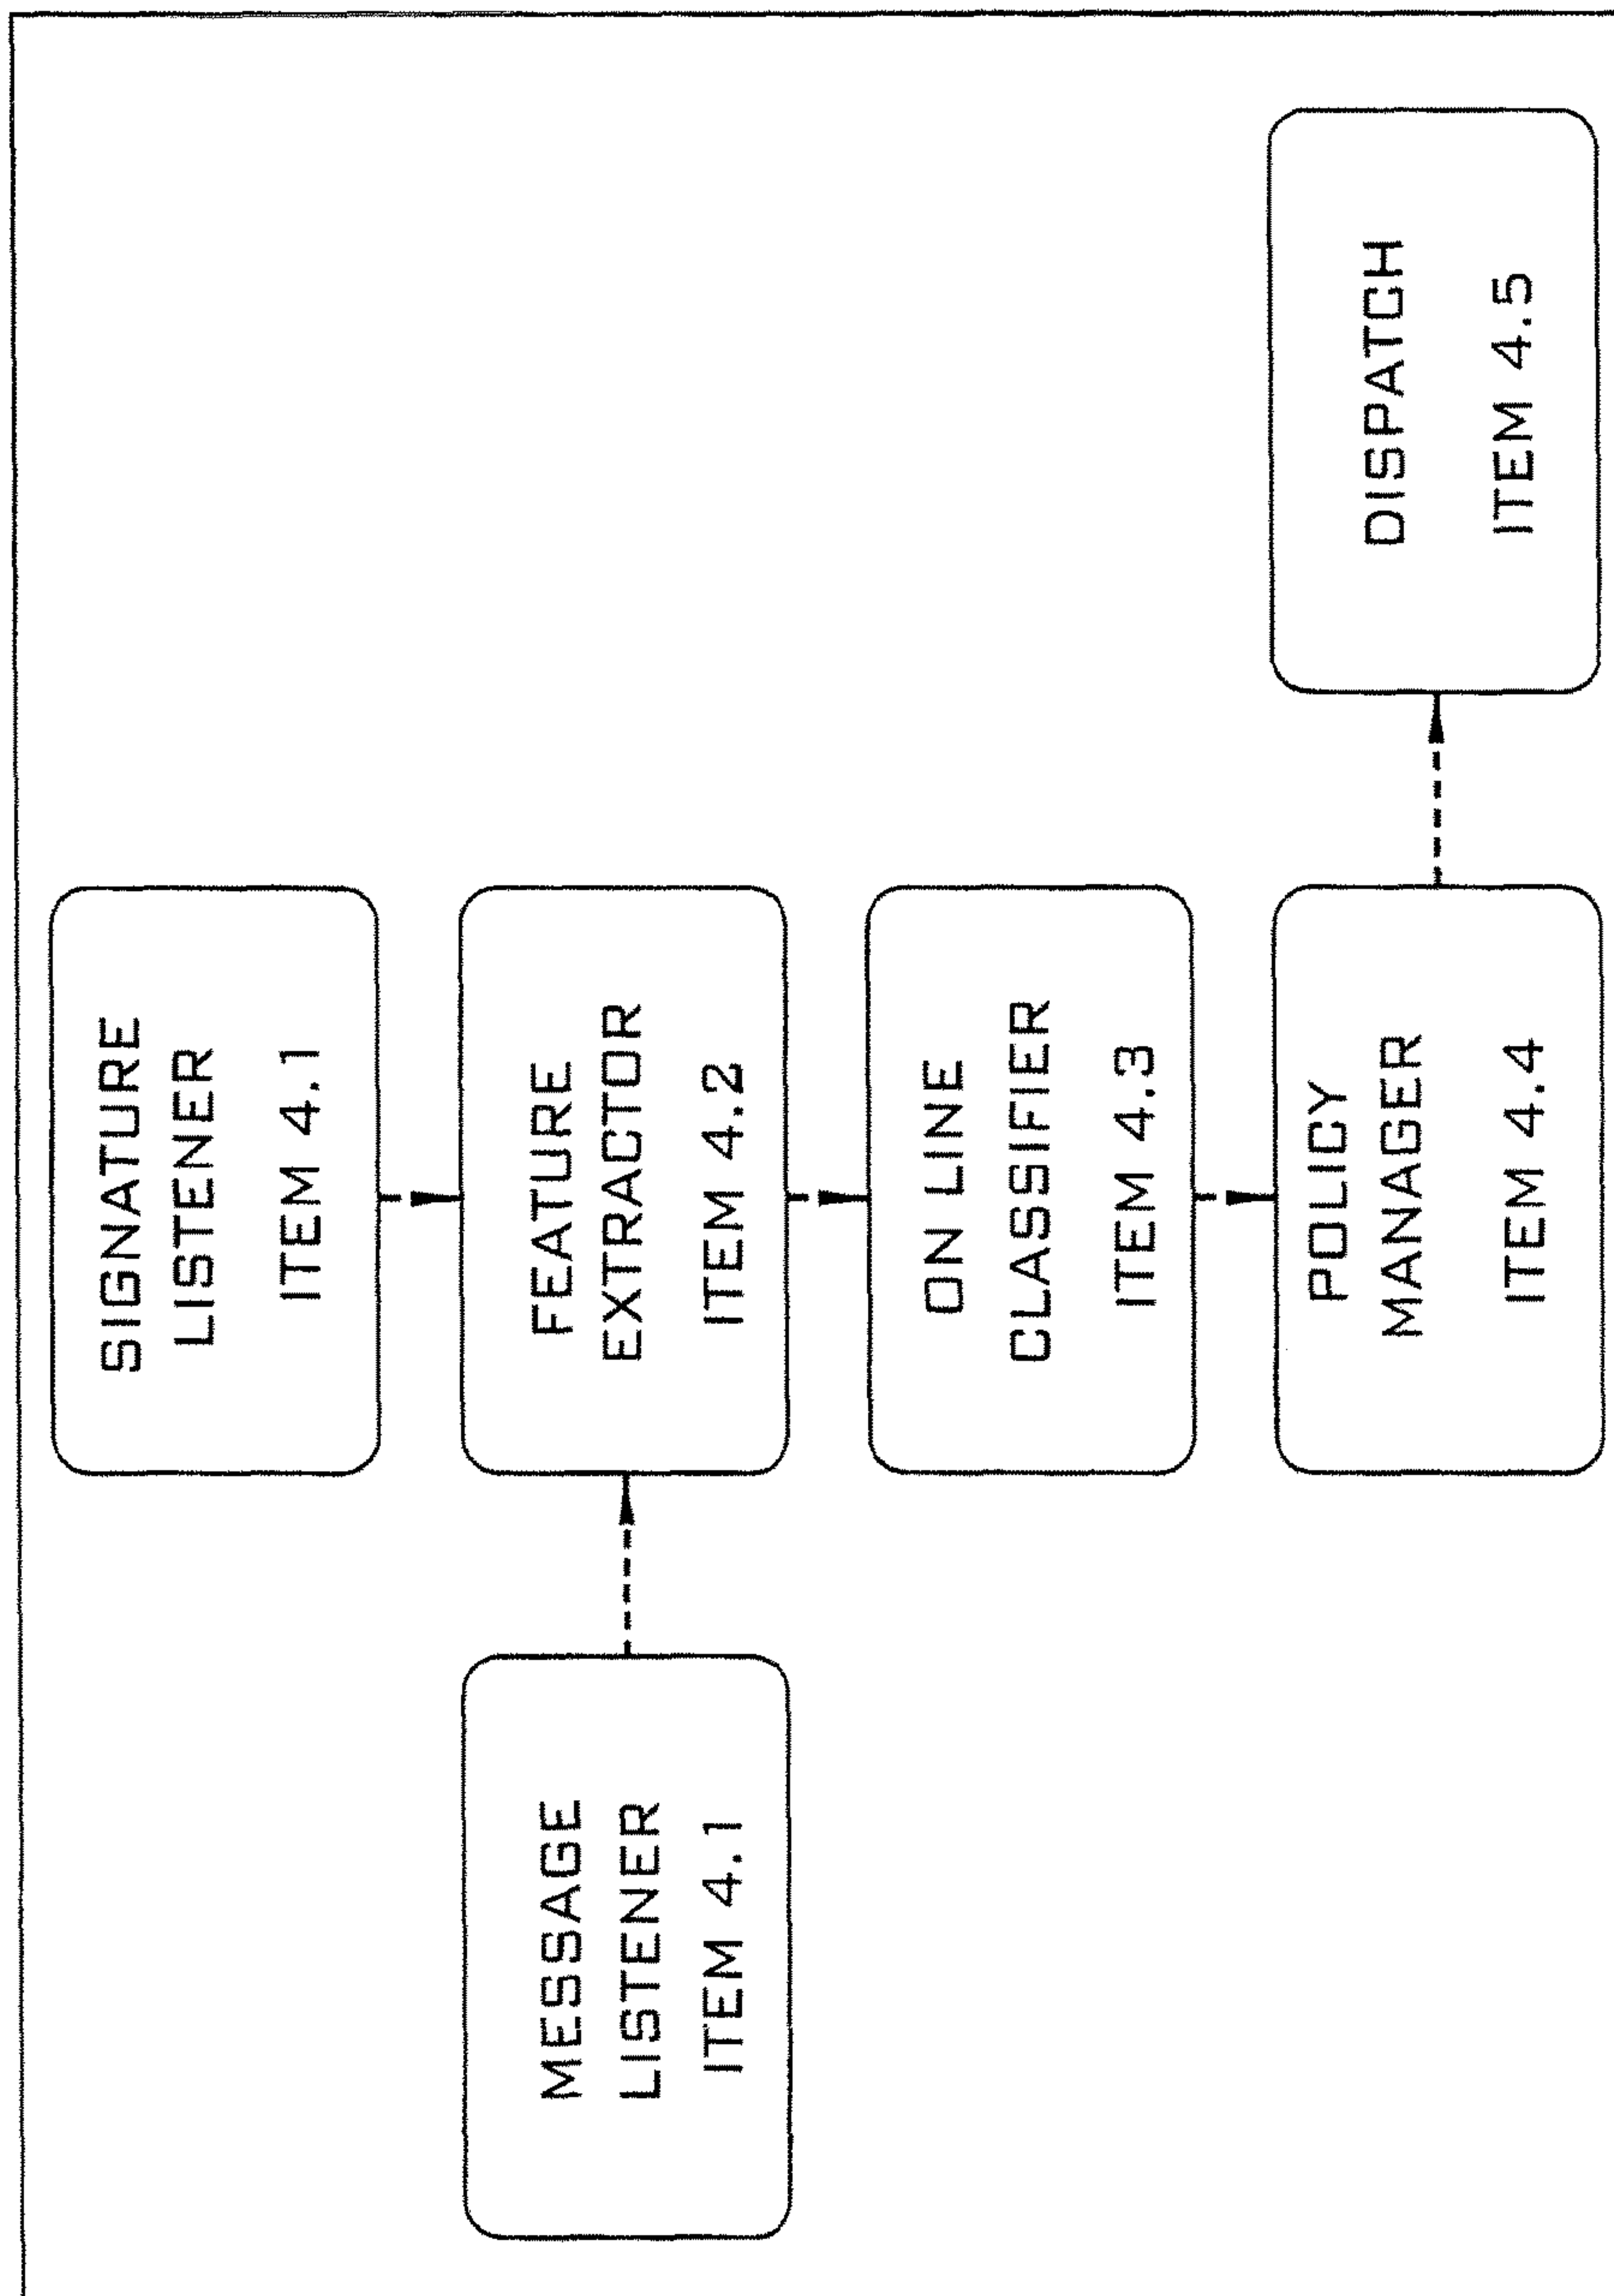 SIGNATURE
LISTENER
ITEM 4.1
MESSAGE
LISTENER
ITEM 4.1
FEATURE
EXTRACTOR
ITEM 4.2
ON LINE
CLASSIFIER
ITEM 4.3
POLICY
MANAGER
ITEM 4.4
DISPATCH
ITEM 4.5